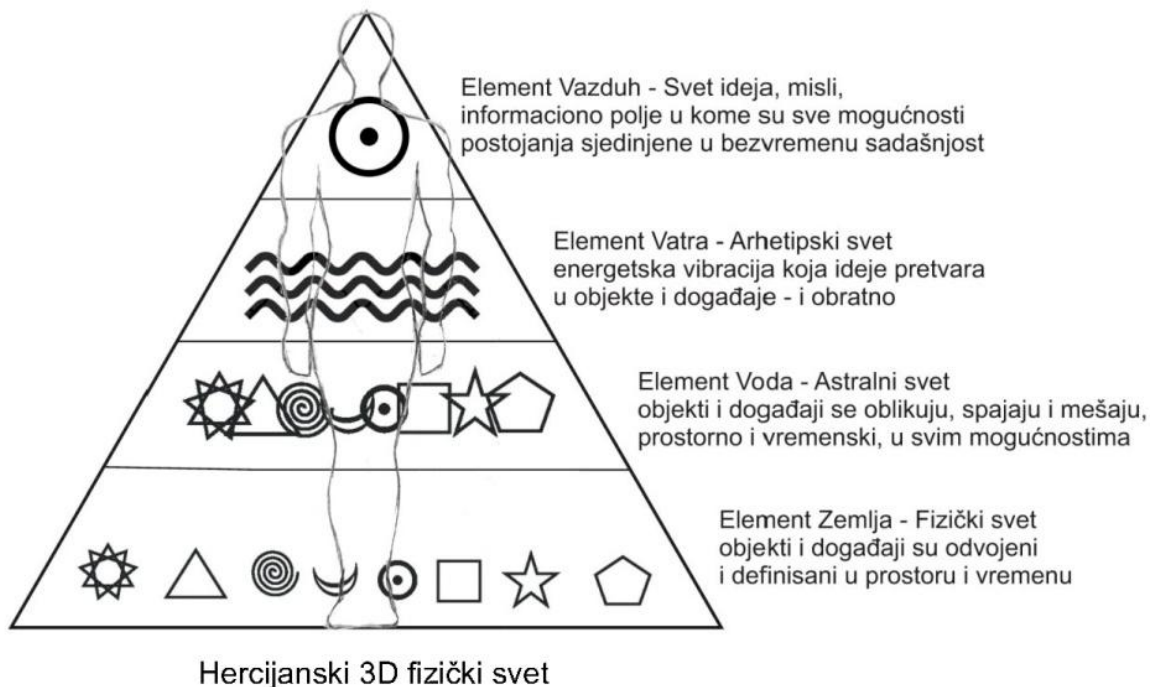 Element Vazduh - Svet ideja, misli,
informaciono polje u kome su sve mogućnosti
postojanja sjedinjene u bezvremenu sadašnjost
Element Vatra - Arhetipski svet
energetska vibracija koja ideje pretvara
u objekte i događaje - i obratno
Element Voda - Astralni svet
objekti i događaji se oblikuju, spajaju i mešaju,
prostorno i vremenski, u svim mogućnostima
Element Zemlja - Fizički svet
objekti i događaji su odvojeni
i definisani u prostoru i vremenu
Hercijanski 3D fizički svet